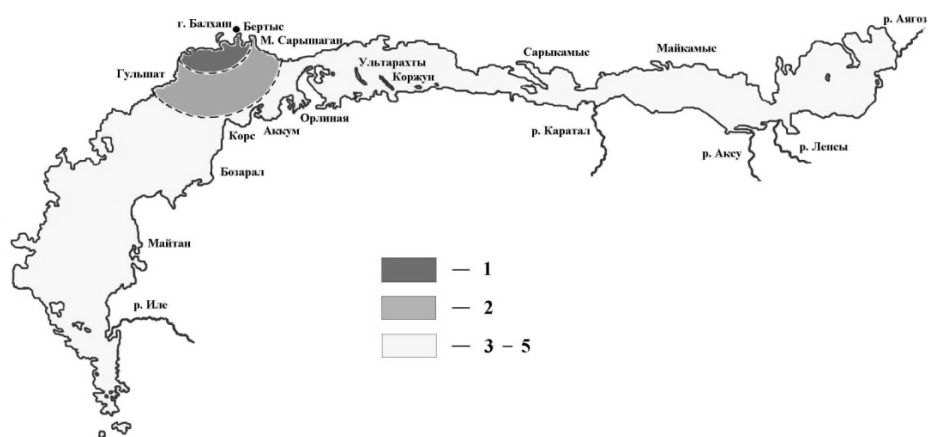 р. Аягоз
г. Балхаш
Бертыс
М. Сарышаган
Сарыкамыс
Майкамыс
Гульшат
Ультарахты
Коржун
Орлиная
Аккум
Корс
р. Каратал
р. Аксу
р. Лепсы
Бозарал
Майтан
р. Иле
— 1
— 2
— 3 – 5